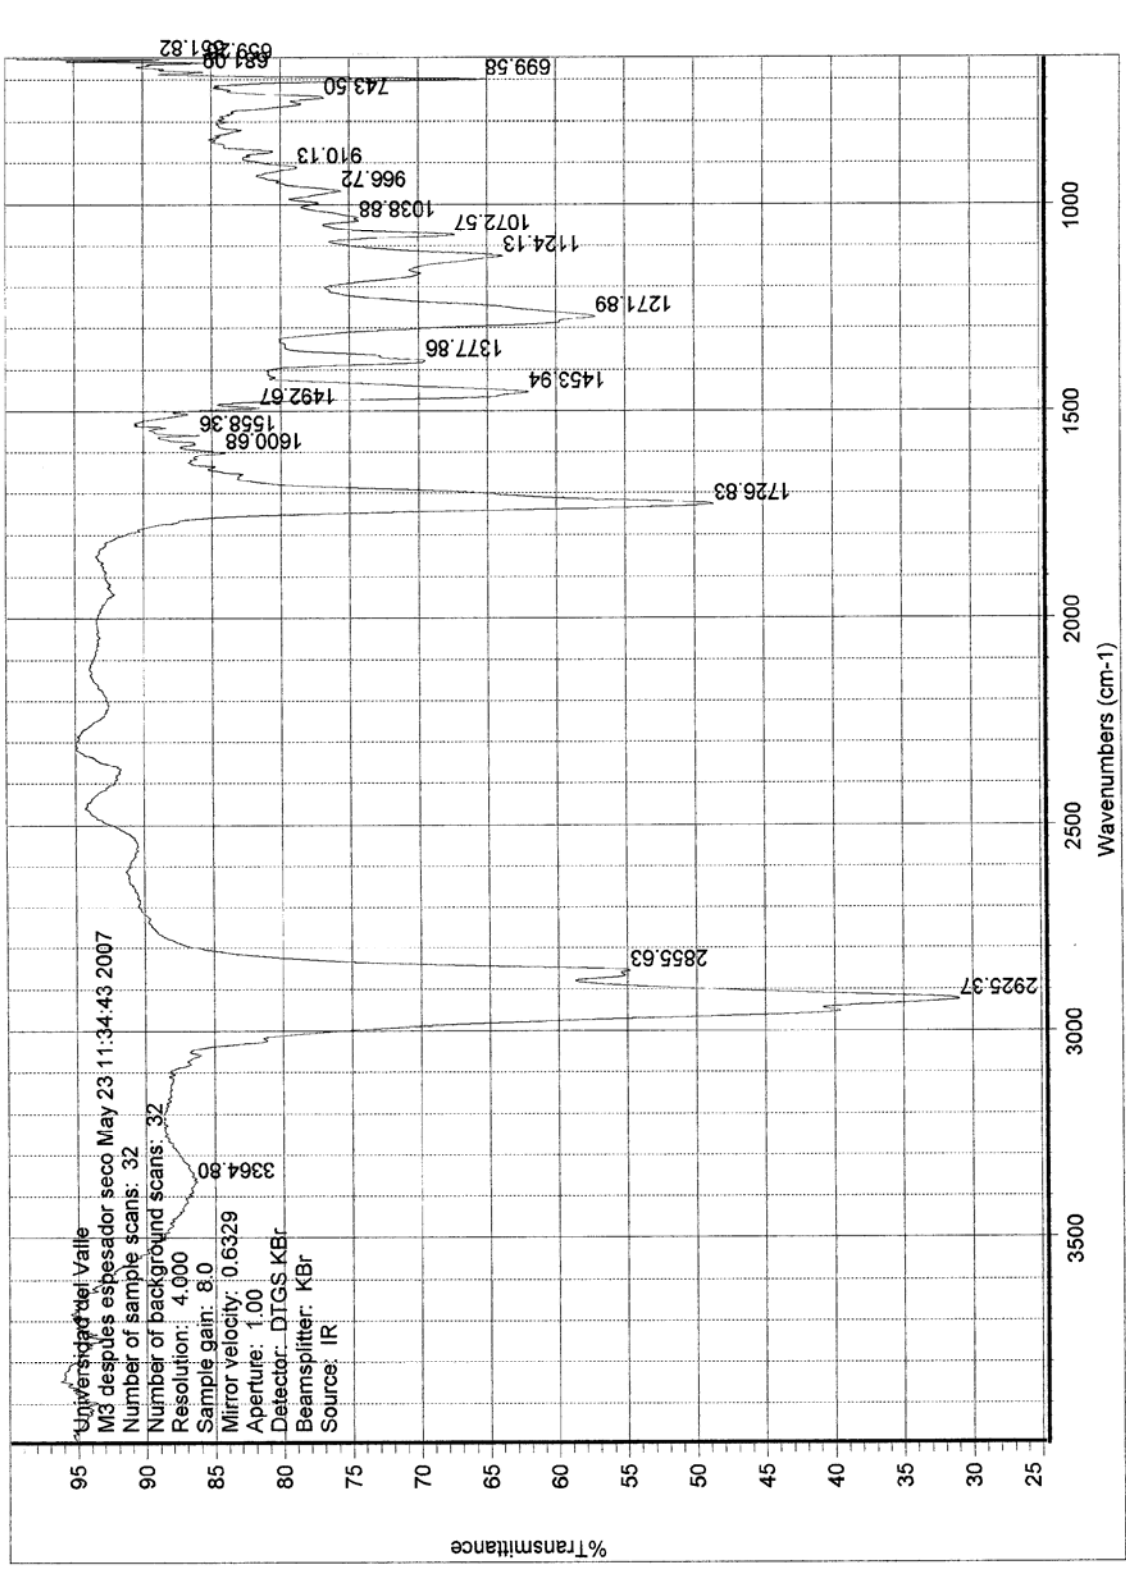 Universidad del Valle
M3 despues espesador seco May 23 11:34:43 2007
Number of sample scans: 32
Number of background scans: 32
Resolution: 4.000
Sample gain: 8.0
Mirror velocity: 0.6329
Aperture: 1.00
Detector: DTGS KBr
Beamsplitter: KBr
Source: IR
%Transmittance
95
90
85
80
75
70
65
60
55
50
45
40
35
30
25
3364.80
2925.37
2855.63
1726.83
1600.68
1558.36
1492.67
1453.94
1377.86
1271.89
1124.13
1072.57
1038.88
966.72
910.13
743.50
699.58
3500
3000
2500
2000
1500
1000
Wavenumbers (cm-1)